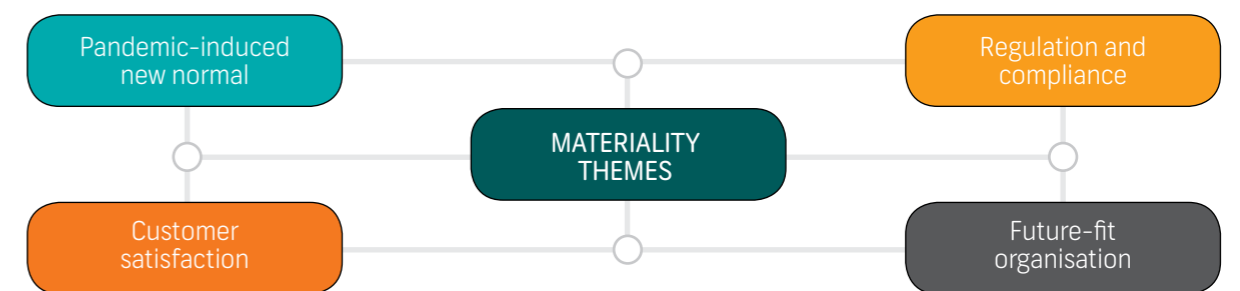 Pandemic-induced
new normal
Regulation and
compliance
MATERIALITY
THEMES
Customer
satisfaction
Future-fit
organisation